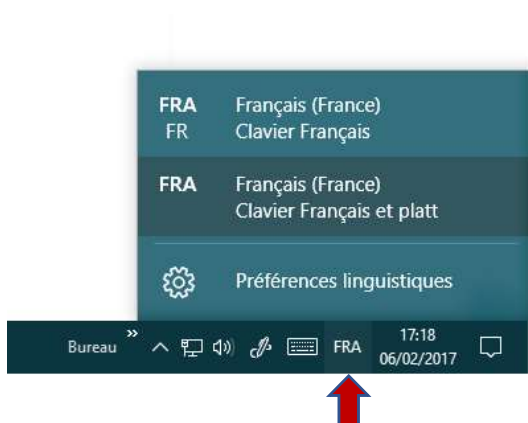 FRA Français (France)
FR Clavier Français
FRA Français (France)
Clavier Français et platt
Préférences linguistiques
Bureau » FRA 17:18
06/02/2017